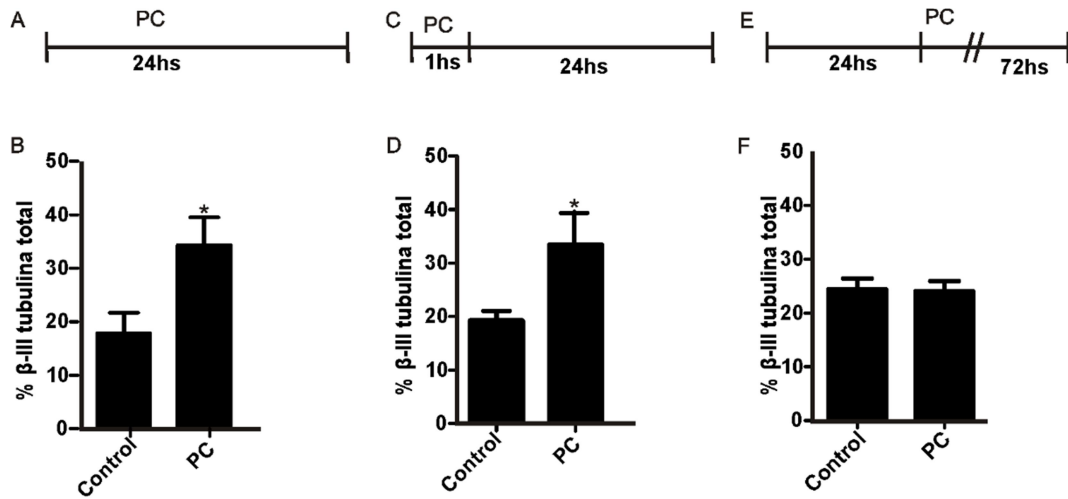 A
PC
24hs
C
PC
1hs
24hs
E
PC
24hs
72hs
B
% β-III tubulina total
50
40
30
20
10
0
*
Control
PC
D
% β-III tubulina total
50
40
30
20
10
0
*
Control
PC
F
% β-III tubulina total
50
40
30
20
10
0
Control
PC